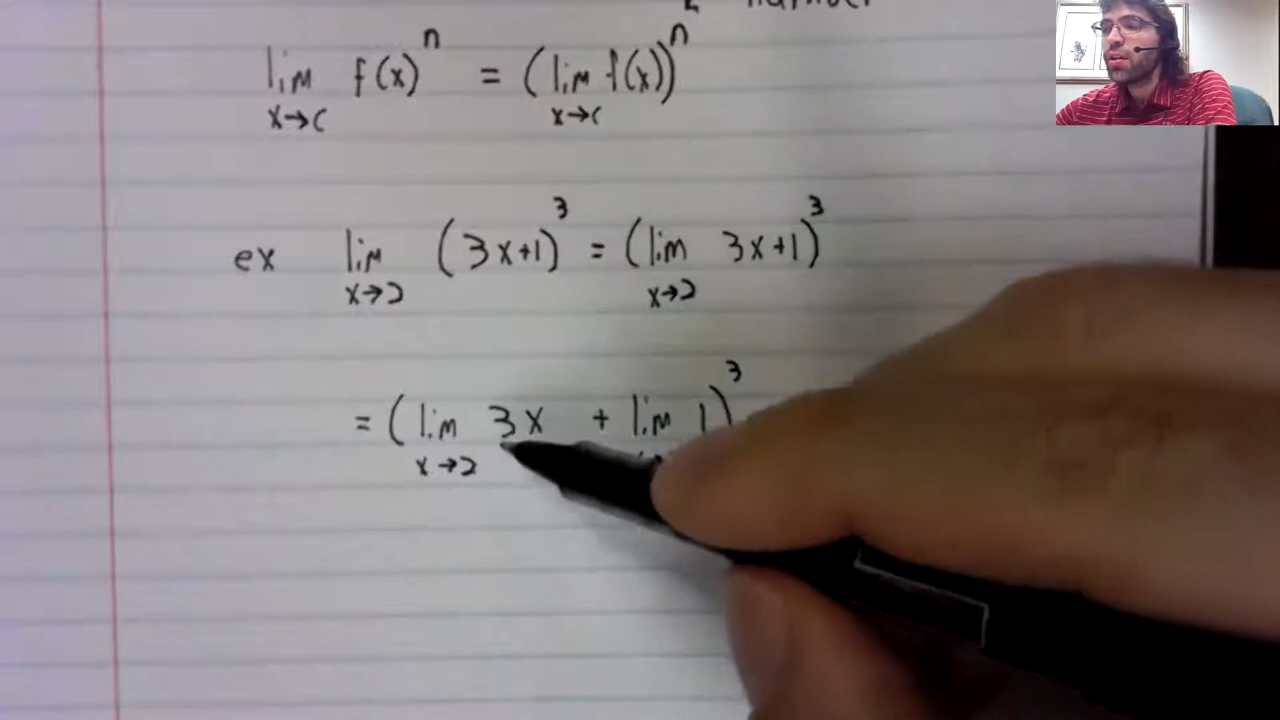 lim f(x)^n = (lim f(x))^n
x→c x→c
ex lim (3x+1)^3 = (lim 3x+1)^3
x→2 x→2
= (lim 3x + lim 1)^3
x→2